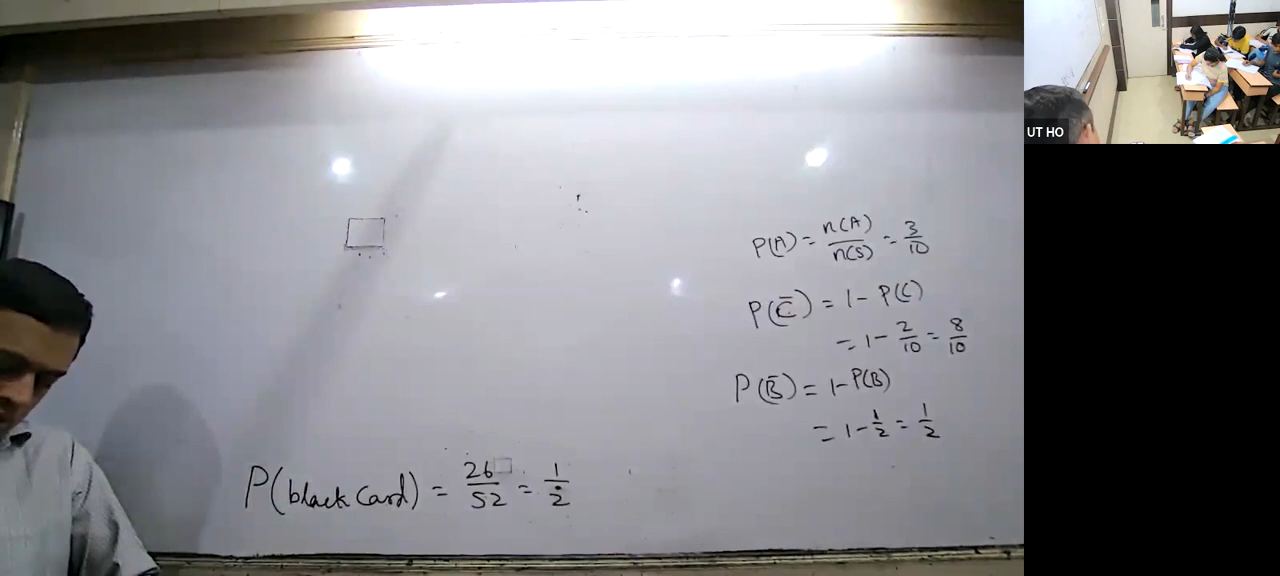 P(A) = n(A)/n(S) = 3/10
P(C̄) = 1 - P(C)
= 1 - 2/10 = 8/10
P(B̄) = 1 - P(B)
= 1 - 1/2 = 1/2
P(black Card) = 26/52 = 1/2
UT HO